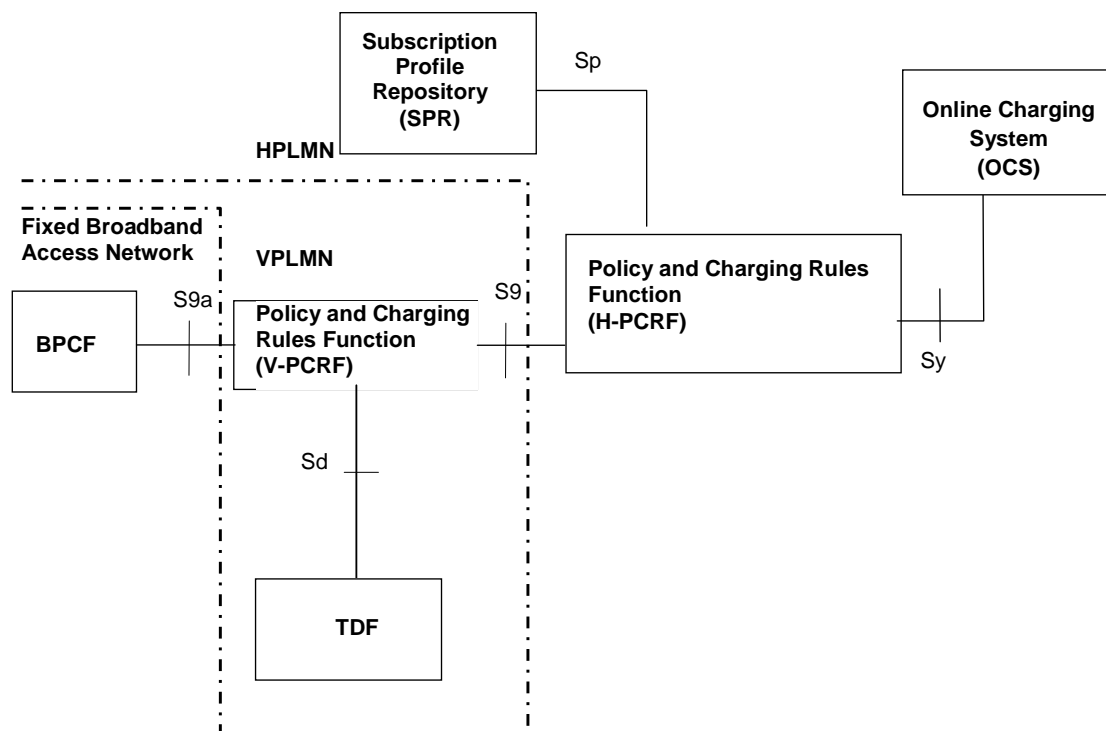 Subscription
Profile
Repository
(SPR)
Sp
Online Charging
System
(OCS)
HPLMN
Fixed Broadband
Access Network
VPLMN
Policy and Charging Rules
Function
(H-PCRF)
S9a
S9
Policy and Charging
Rules Function
(V-PCRF)
BPCF
Sy
Sd
TDF